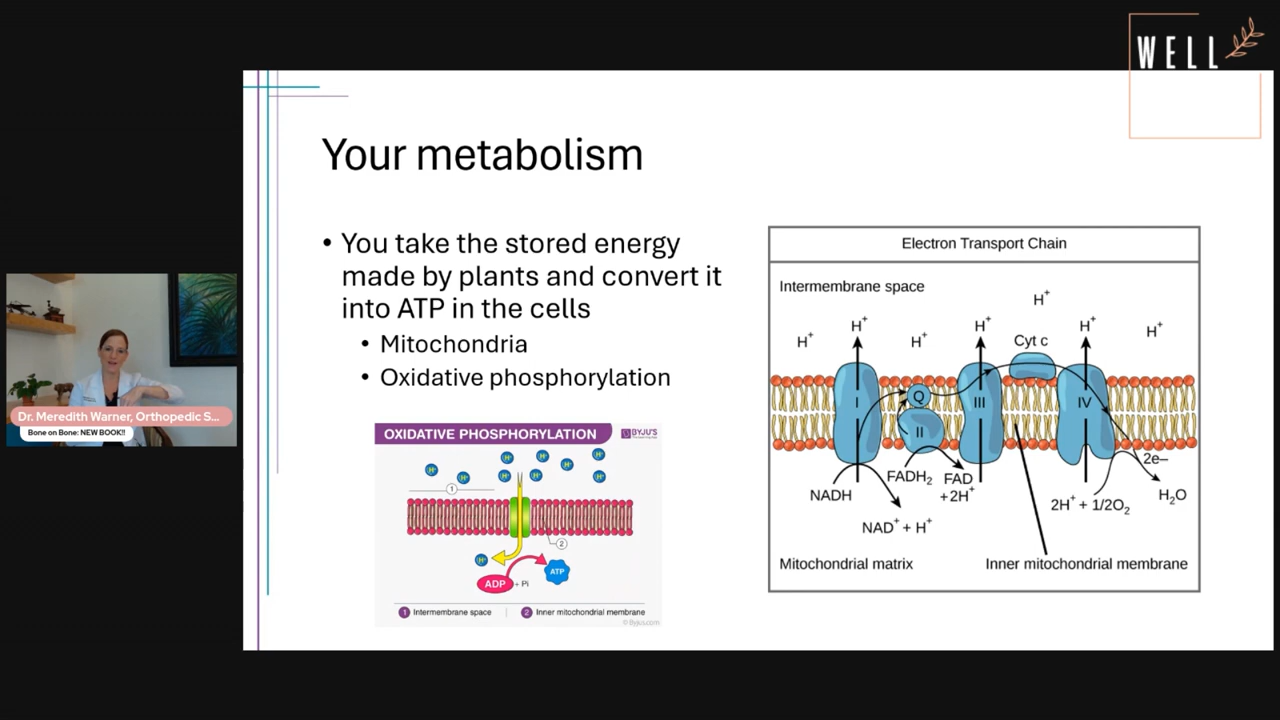 WELL
Your metabolism
• You take the stored energy
made by plants and convert it
into ATP in the cells
• Mitochondria
• Oxidative phosphorylation
Dr. Meredith Warner, Orthopedic S...
Bone on Bone: NEW BOOK!!
OXIDATIVE PHOSPHORYLATION
BYJU'S
H+ H+ H+ H+ H+ H+ H+ H+
1
2
H+
ADP + Pi
ATP
1 Intermembrane space
2 Inner mitochondrial membrane
© Byjus.com
Electron Transport Chain
Intermembrane space
H+
H+ H+ H+ H+ H+ H+
Cyt c
I Q III IV
II
NADH
FADH2 FAD
+2H+
NAD+ + H+
2e–
2H+ + 1/2O2
H2O
Mitochondrial matrix
Inner mitochondrial membrane